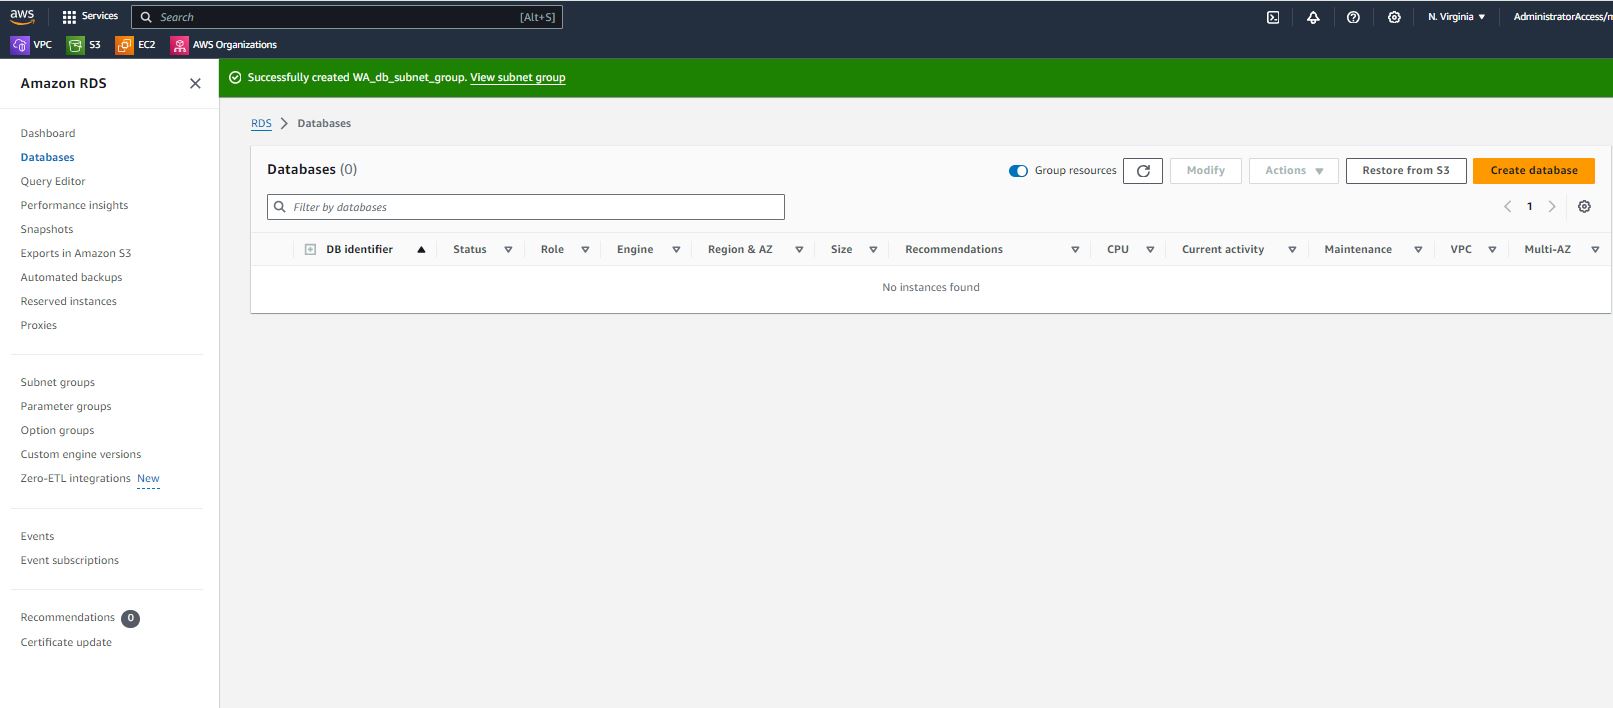 aws Services Search [Alt+S] N. Virginia AdministratorAccess/
VPC S3 EC2 AWS Organizations
Amazon RDS
Successfully created WA_db_subnet_group. View subnet group
Dashboard
Databases
Query Editor
Performance insights
Snapshots
Exports in Amazon S3
Automated backups
Reserved instances
Proxies
Subnet groups
Parameter groups
Option groups
Custom engine versions
Zero-ETL integrations New
Events
Event subscriptions
Recommendations 0
Certificate update
RDS > Databases
Databases (0) Group resources Modify Actions Restore from S3 Create database
Filter by databases 1
DB identifier Status Role Engine Region & AZ Size Recommendations CPU Current activity Maintenance VPC Multi-AZ
No instances found